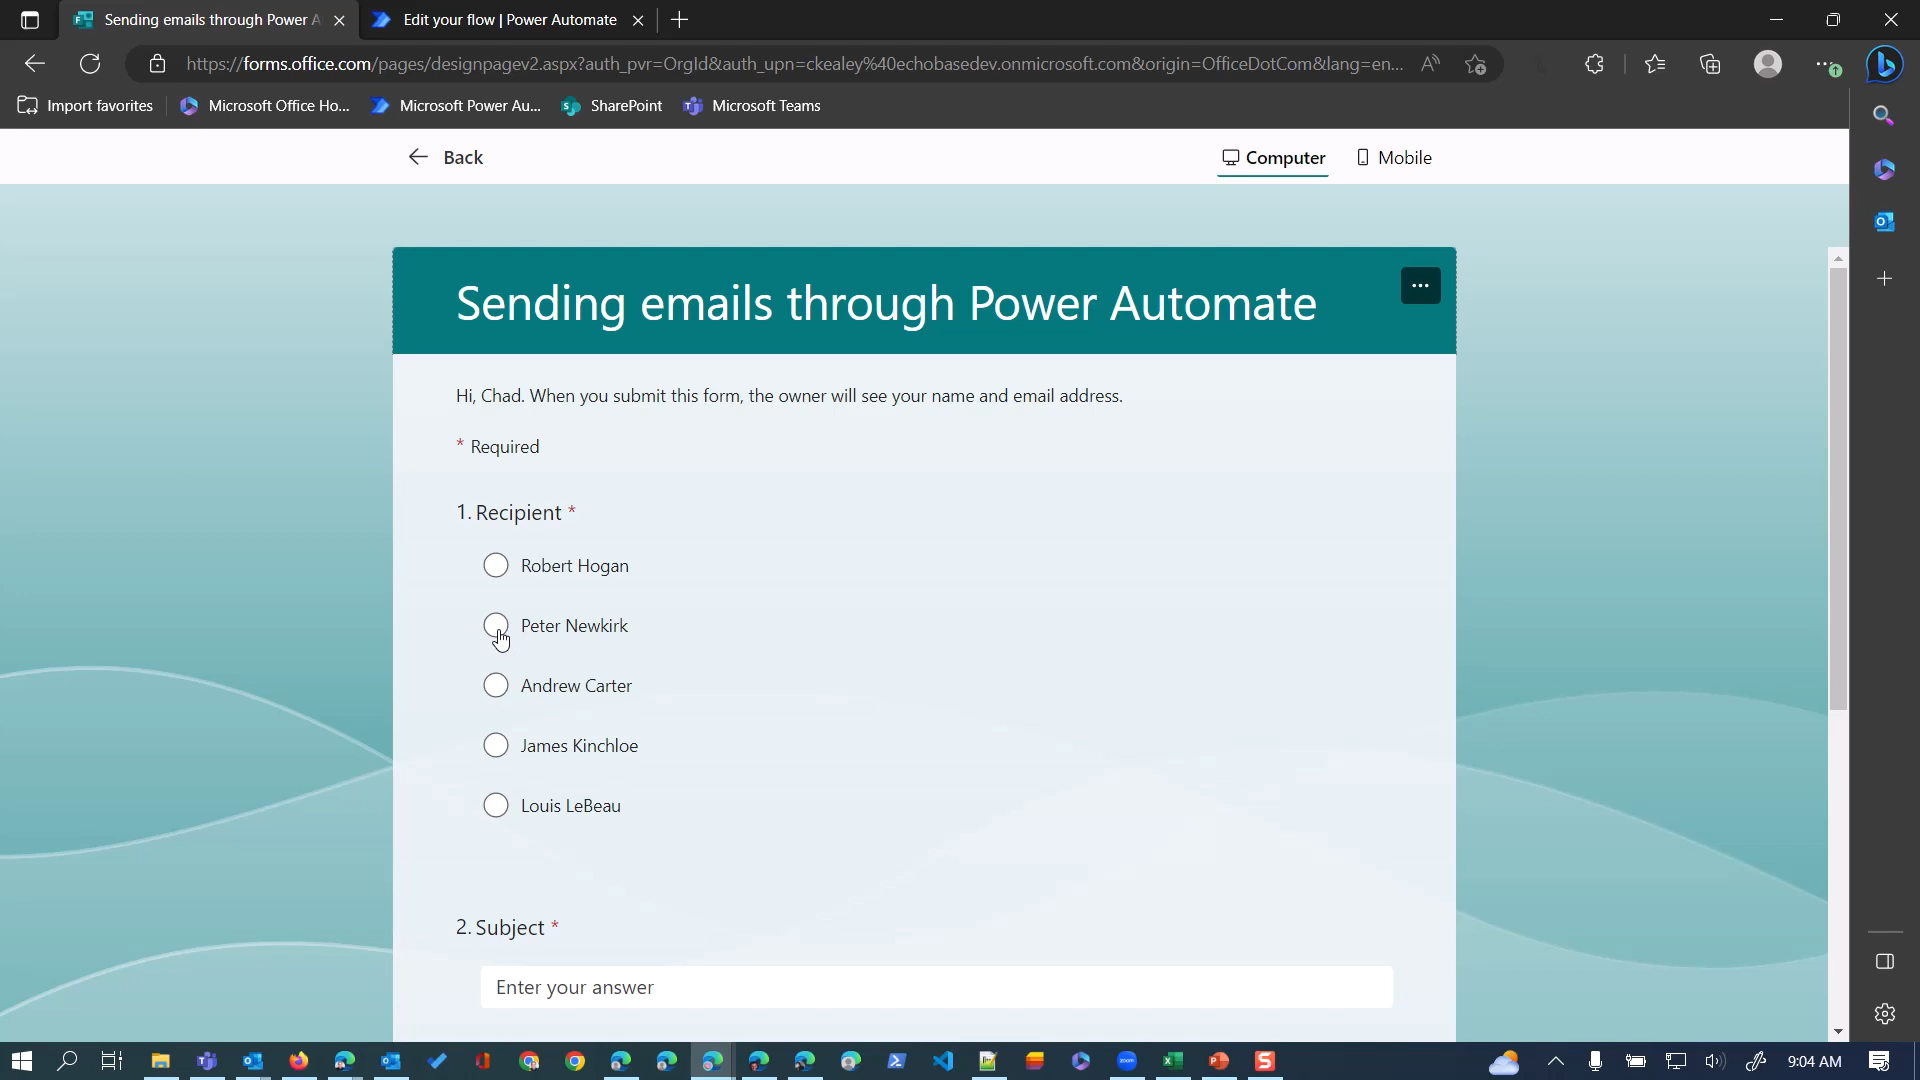 Sending emails through Power A
Edit your flow | Power Automate
https://forms.office.com/pages/designpagev2.aspx?auth_pvr=OrgId&auth_upn=ckealey%40echobasedev.onmicrosoft.com&origin=OfficeDotCom&lang=en...
Import favorites
Microsoft Office Ho...
Microsoft Power Au...
SharePoint
Microsoft Teams
Back
Computer
Mobile
Sending emails through Power Automate
...
Hi, Chad. When you submit this form, the owner will see your name and email address.
* Required
1. Recipient *
Robert Hogan
Peter Newkirk
Andrew Carter
James Kinchloe
Louis LeBeau
2. Subject *
Enter your answer
9:04 AM